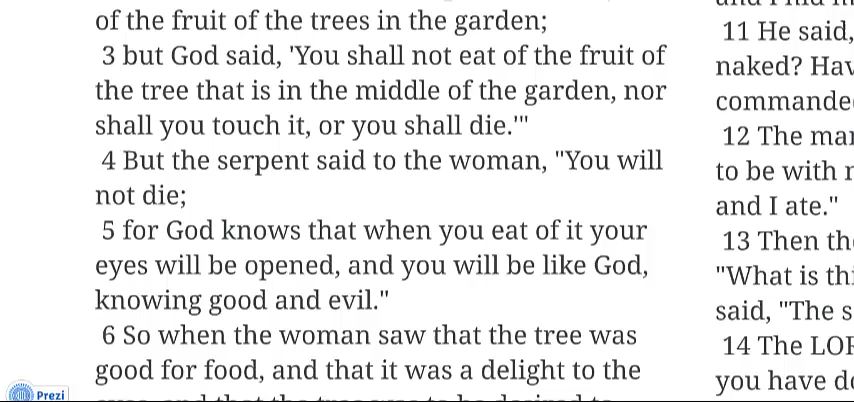 of the fruit of the trees in the garden;
3 but God said, 'You shall not eat of the fruit of
the tree that is in the middle of the garden, nor
shall you touch it, or you shall die.'"
4 But the serpent said to the woman, "You will
not die;
5 for God knows that when you eat of it your
eyes will be opened, and you will be like God,
knowing good and evil."
6 So when the woman saw that the tree was
good for food, and that it was a delight to the
11 He said,
naked?
12 The
to be with
and I ate."
13 Then
"What is
said, "The
14 The
you have
Prezi